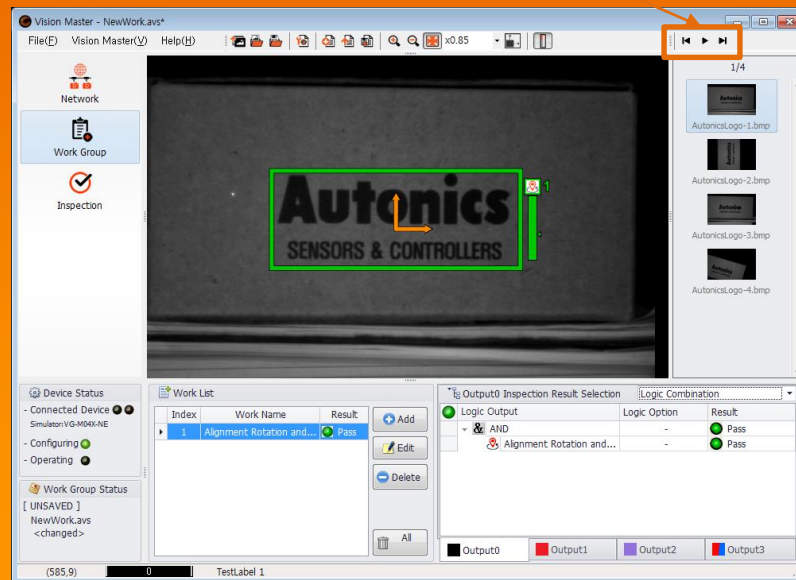 Vision Master - NewWork.avs*
File(F) Vision Master(V) Help(H) x0.85
Network
Work Group
Inspection
Autonics
SENSORS & CONTROLLERS
1
1/4
AutonicsLogo-1.bmp
AutonicsLogo-2.bmp
AutonicsLogo-3.bmp
AutonicsLogo-4.bmp
Device Status
- Connected Device
Simulator:VG-M04X-NE
- Configuring
- Operating
Work Group Status
[ UNSAVED ]
NewWork.avs
<changed>
Work List
Index Work Name Result
1 Alignment Rotation and... Pass
Add
Edit
Delete
All
Output0 Inspection Result Selection Logic Combination
Logic Output Logic Option Result
& AND - Pass
Alignment Rotation and... - Pass
Output0 Output1 Output2 Output3
(585,9) 0 TestLabel 1